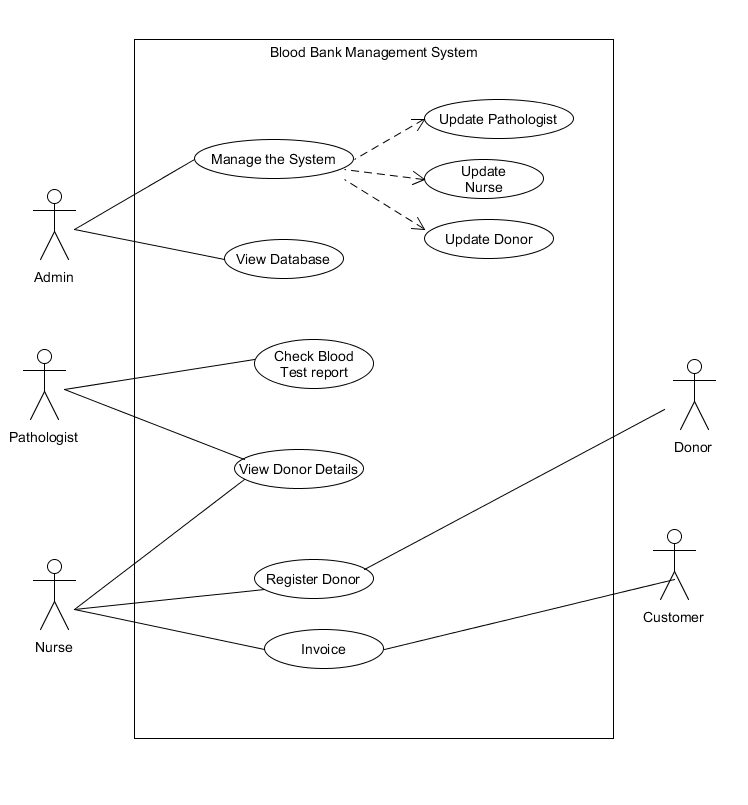 Blood Bank Management System
Update Pathologist
Manage the System
Update
Nurse
Update Donor
View Database
Admin
Check Blood
Test report
Pathologist
Donor
View Donor Details
Register Donor
Customer
Nurse
Invoice